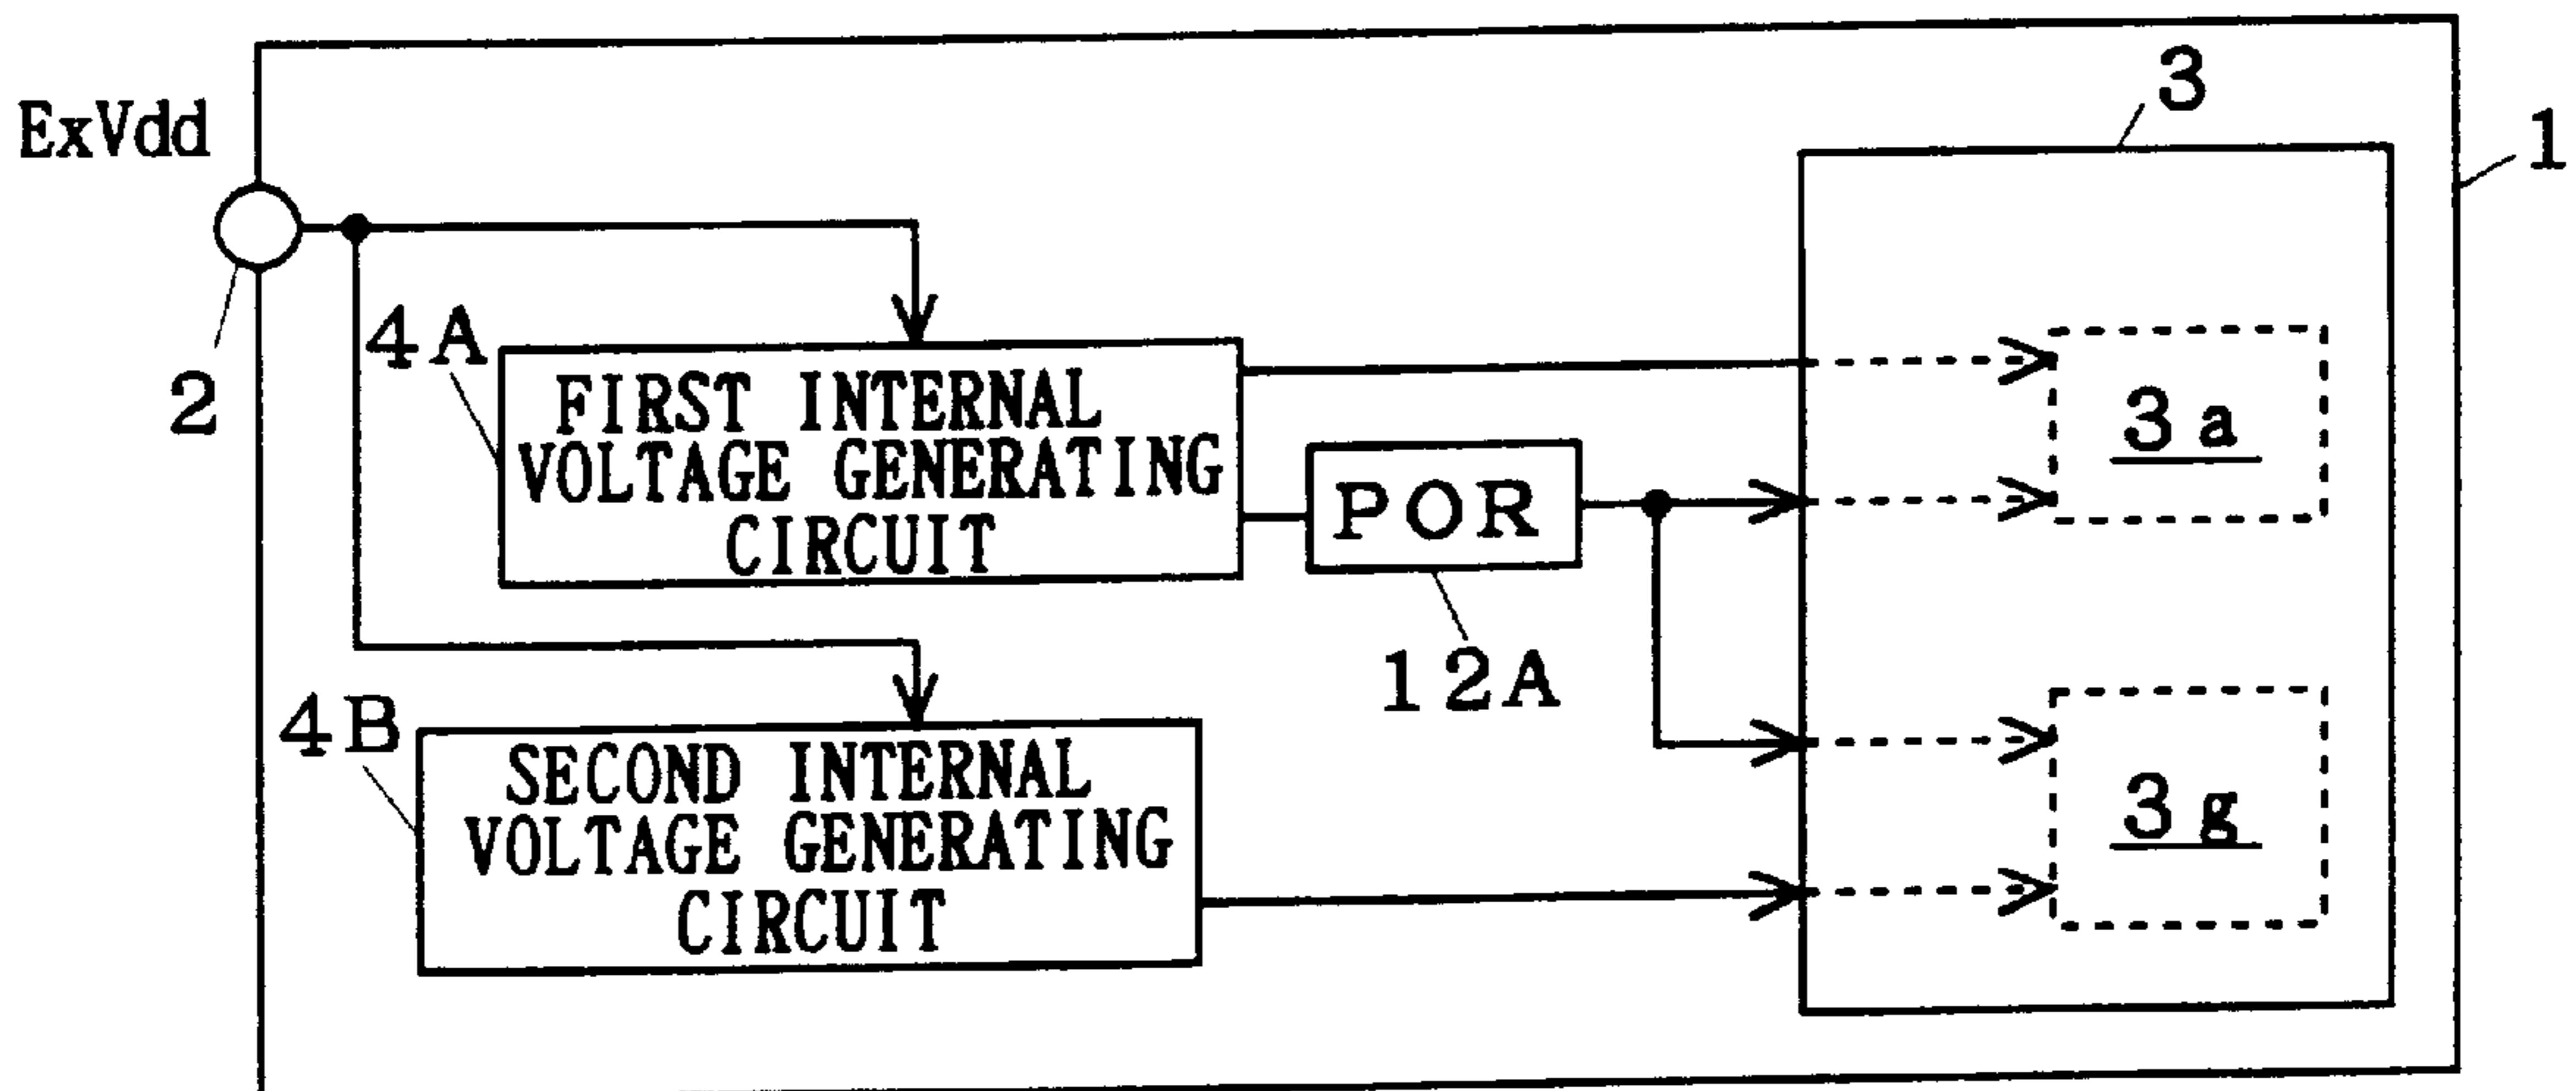 3
1
ExVdd
2
4A
FIRST INTERNAL
VOLTAGE GENERATING
CIRCUIT
POR
12A
3a
4B
SECOND INTERNAL
VOLTAGE GENERATING
CIRCUIT
3g